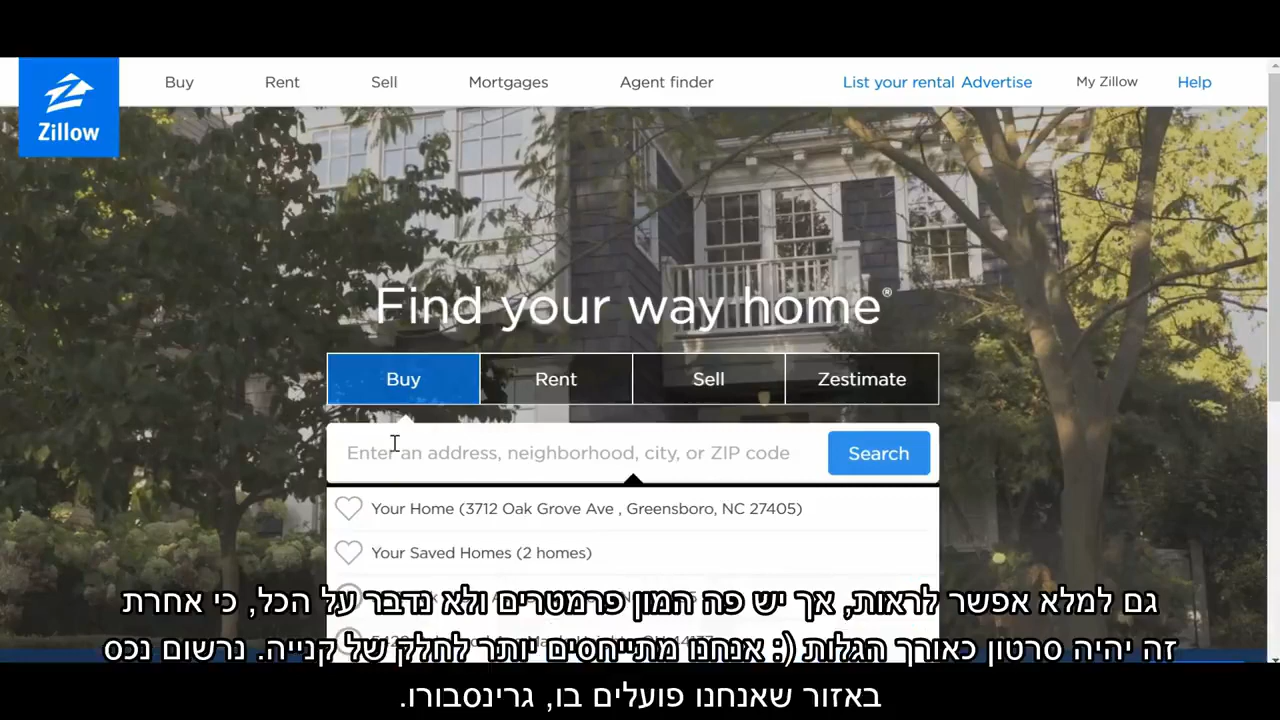 Buy Rent Sell Mortgages Agent finder List your rental Advertise My Zillow Help
Zillow
Find your way home®
Buy Rent Sell Zestimate
Enter an address, neighborhood, city, or ZIP code Search
Your Home (3712 Oak Grove Ave , Greensboro, NC 27405)
Your Saved Homes (2 homes)
גם למלא אפשר לראות, אך יש פה המון פרמטרים ולא נדבר על הכל, כי אחרת
זה יהיה סרטון כאורך הגלות (: אנחנו מתייחסים יותר לחלק של קנייה. נרשום נכס
באזור שאנחנו פועלים בו, גרינסבורו.